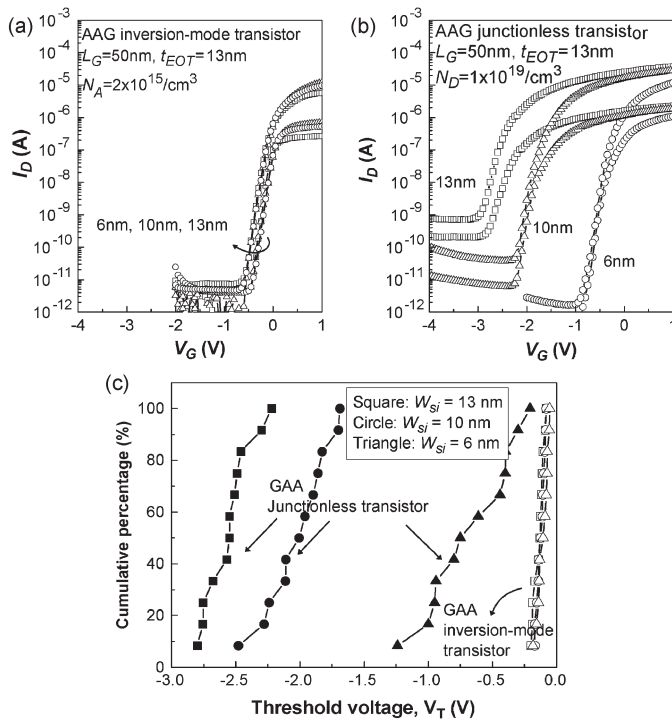 (a)
AAG inversion-mode transistor
L_G=50nm, t_EOT=13nm
N_A=2x10^15/cm^3
6nm, 10nm, 13nm
10^-3
10^-4
10^-5
10^-6
10^-7
10^-8
10^-9
10^-10
10^-11
10^-12
I_D (A)
-3 -2 -1 0 1
V_G (V)
(b)
AAG junctionless transistor
L_G=50nm, t_EOT=13nm
N_D=1x10^19/cm^3
13nm
10nm
6nm
10^-3
10^-4
10^-5
10^-6
10^-7
10^-8
10^-9
10^-10
10^-11
10^-12
I_D (A)
-4 -3 -2 -1 0 1
V_G (V)
(c)
Square: W_si = 13 nm
Circle: W_si = 10 nm
Triangle: W_si = 6 nm
GAA
Junctionless transistor
GAA
inversion-mode
transistor
100
80
60
40
20
0
Cumulative percentage (%)
-3.0 -2.5 -2.0 -1.5 -1.0 -0.5 0.0
Threshold voltage, V_T (V)